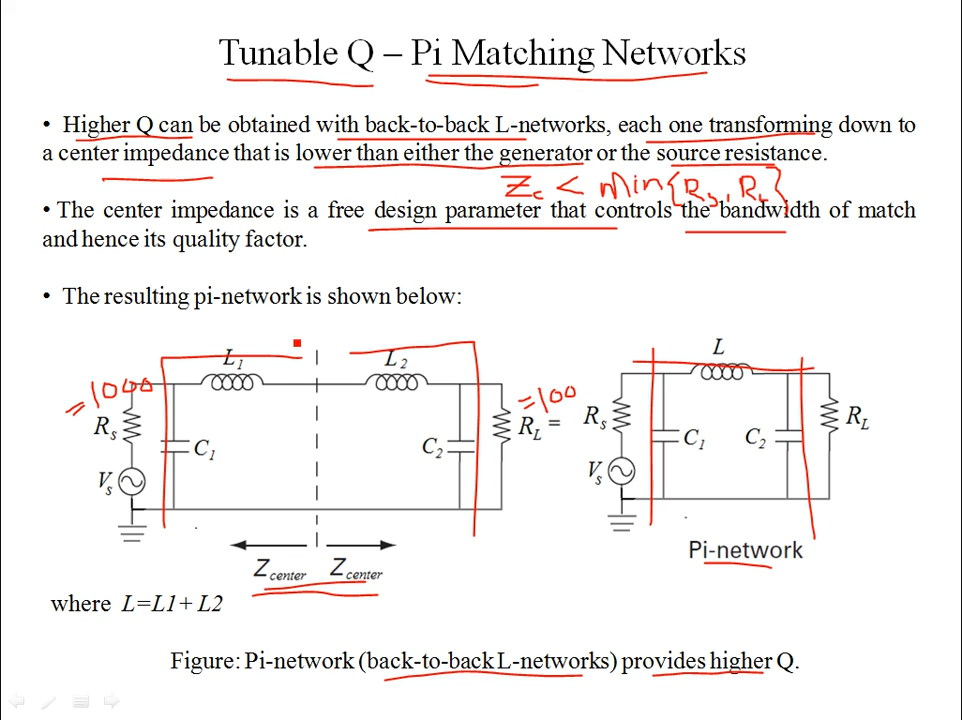 Tunable Q – Pi Matching Networks
• Higher Q can be obtained with back-to-back L-networks, each one transforming down to
a center impedance that is lower than either the generator or the source resistance.
Zc < min{Rs, RL}
• The center impedance is a free design parameter that controls the bandwidth of match
and hence its quality factor.
• The resulting pi-network is shown below:
L1 L2 L
=1000 =100
Rs C1 C2 RL = Rs C1 C2 RL
Vs Vs
Zcenter Zcenter Pi-network
where L=L1+ L2
Figure: Pi-network (back-to-back L-networks) provides higher Q.